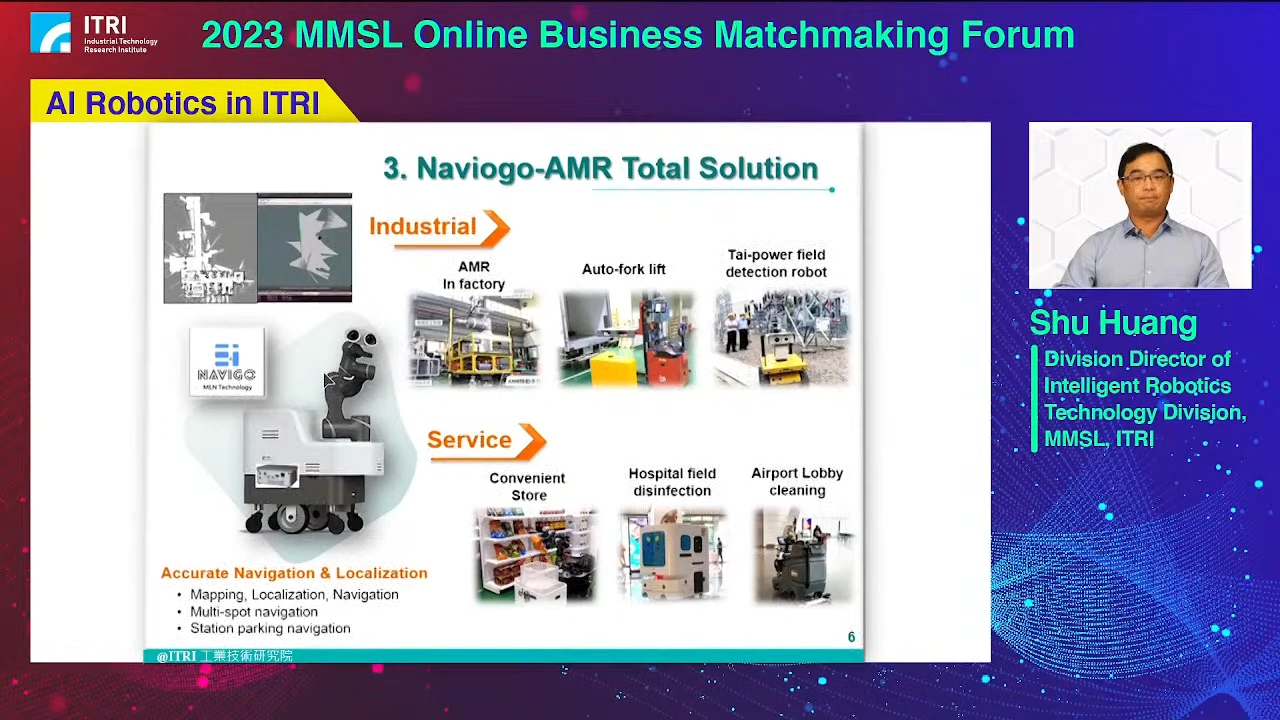 ITRI
Industrial Technology
Research Institute
2023 MMSL Online Business Matchmaking Forum
AI Robotics in ITRI
3. Naviogo-AMR Total Solution
Industrial
AMR
In factory
Auto-fork lift
Tai-power field
detection robot
NAVIGO
MLN Technology
Service
Convenient
Store
Hospital field
disinfection
Airport Lobby
cleaning
Accurate Navigation & Localization
• Mapping, Localization, Navigation
• Multi-spot navigation
• Station parking navigation
6
@ITRI 工業技術研究院
Shu Huang
Division Director of
Intelligent Robotics
Technology Division,
MMSL, ITRI